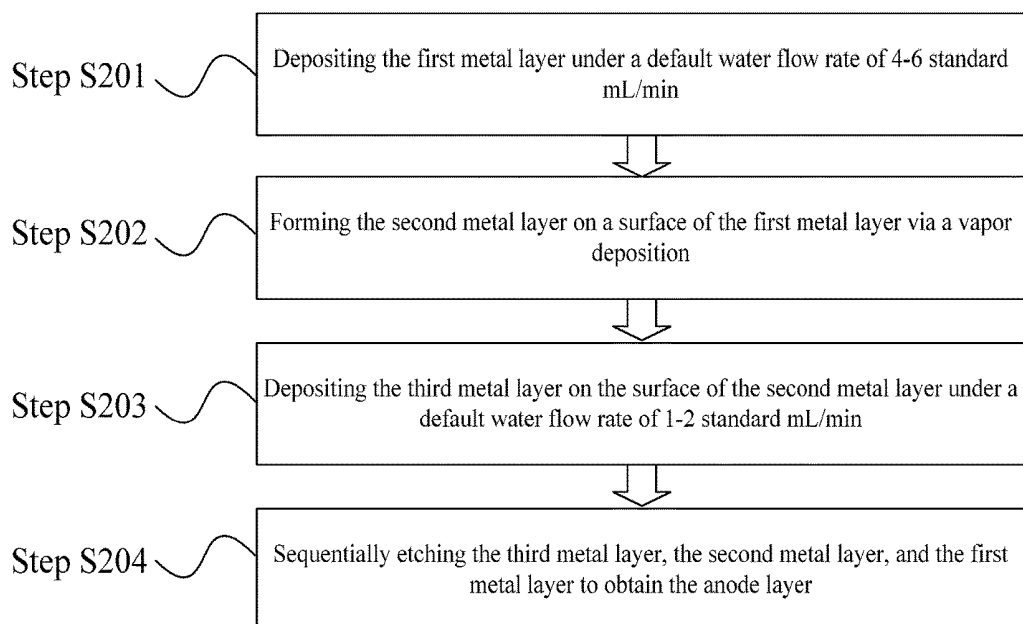 Step S201
Depositing the first metal layer under a default water flow rate of 4-6 standard
mL/min
Step S202
Forming the second metal layer on a surface of the first metal layer via a vapor
deposition
Step S203
Depositing the third metal layer on the surface of the second metal layer under a
default water flow rate of 1-2 standard mL/min
Step S204
Sequentially etching the third metal layer, the second metal layer, and the first
metal layer to obtain the anode layer